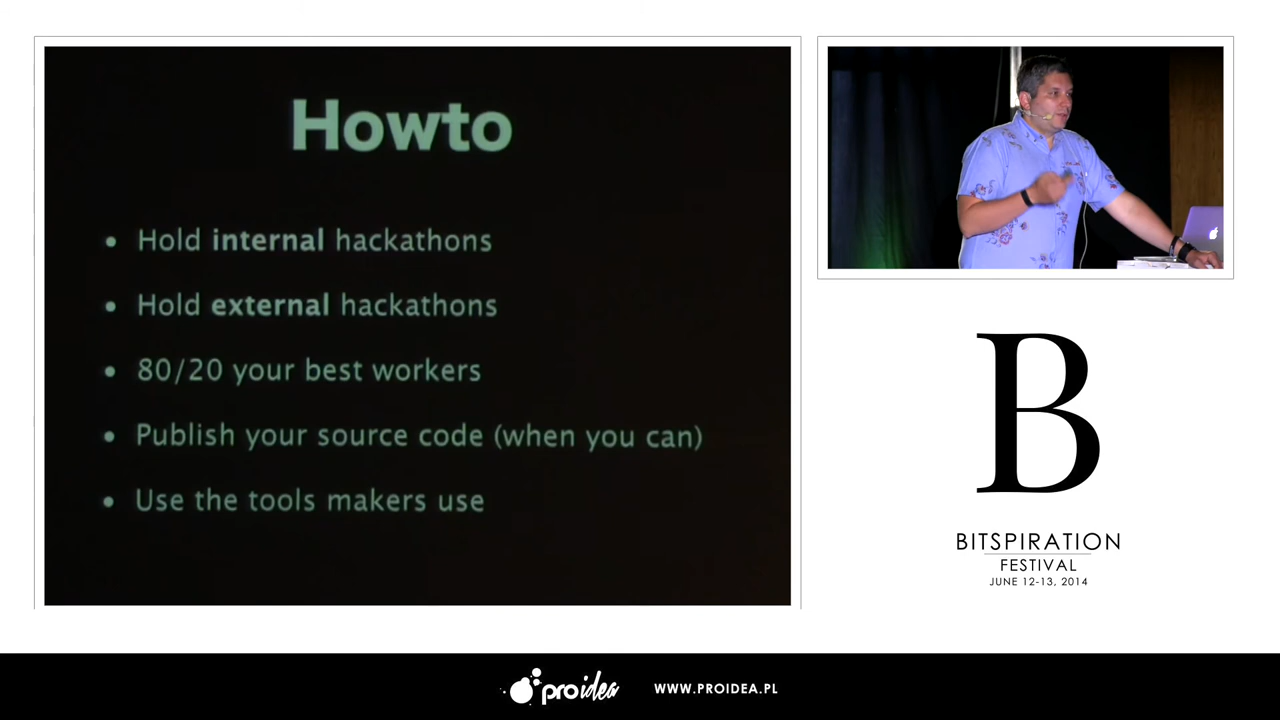 Howto
• Hold internal hackathons
• Hold external hackathons
• 80/20 your best workers
• Publish your source code (when you can)
• Use the tools makers use
B
BITSPIRATION
FESTIVAL
JUNE 12-13, 2014
proidea
WWW.PROIDEA.PL